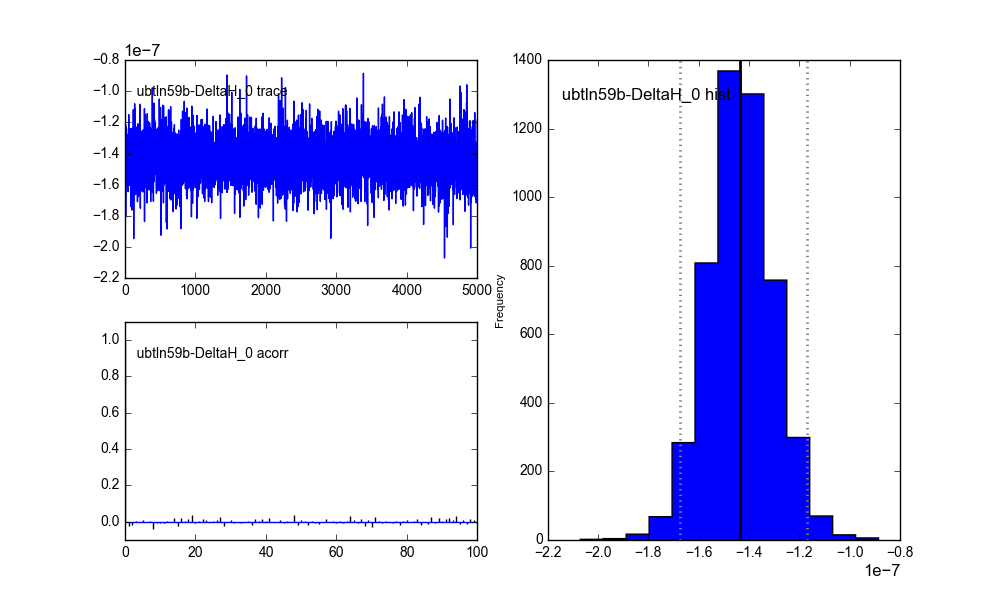 1e−7
−0.8
−1.0
−1.2
−1.4
−1.6
−1.8
−2.0
−2.2
ubtln59b-DeltaH_0 trace
0 1000 2000 3000 4000 5000
1.0
0.8
0.6
0.4
0.2
0.0
ubtln59b-DeltaH_0 acorr
0 20 40 60 80 100
Frequency
1400
1200
1000
800
600
400
200
0
ubtln59b-DeltaH_0 hist
−2.2 −2.0 −1.8 −1.6 −1.4 −1.2 −1.0 −0.8
1e−7